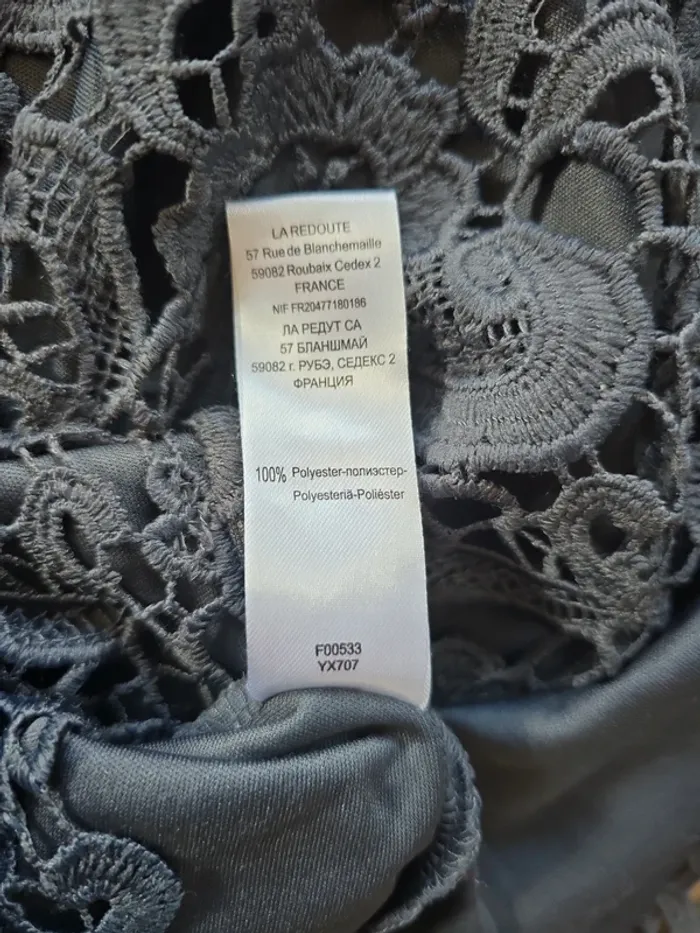 LA REDOUTE
57 Rue de Blanchemaille
59082 Roubaix Cedex 2
FRANCE
NIF FR20477180186
ЛА РЕДУТ СА
57 БЛАНШМАЙ
59082 г. РУБЭ, СЕДЕКС 2
ФРАНЦИЯ
100% Polyester-полиэстер-
Polyesteriä-Poliéster
F00533
YX707